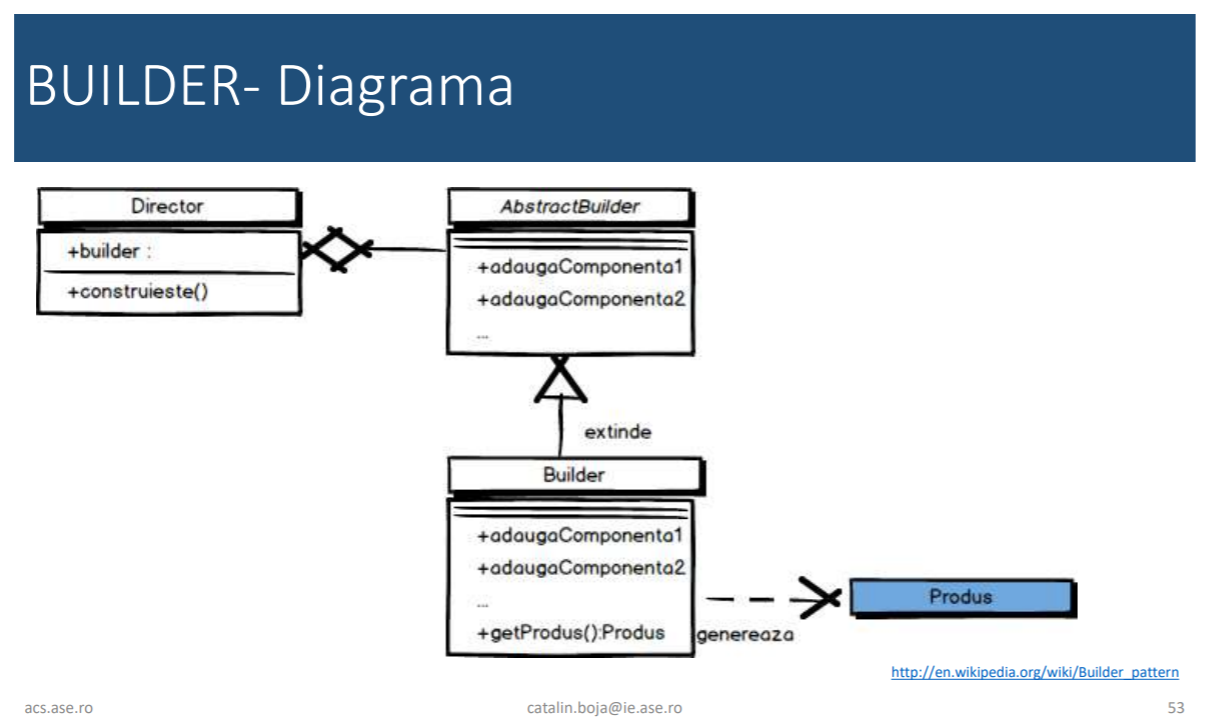 BUILDER- Diagrama
Director
+builder :
+construieste()
AbstractBuilder
+adaugaComponenta1
+adaugaComponenta2
...
extinde
Builder
+adaugaComponenta1
+adaugaComponenta2
...
+getProdus():Produs
genereaza
Produs
http://en.wikipedia.org/wiki/Builder_pattern
acs.ase.ro
catalin.boja@ie.ase.ro
53